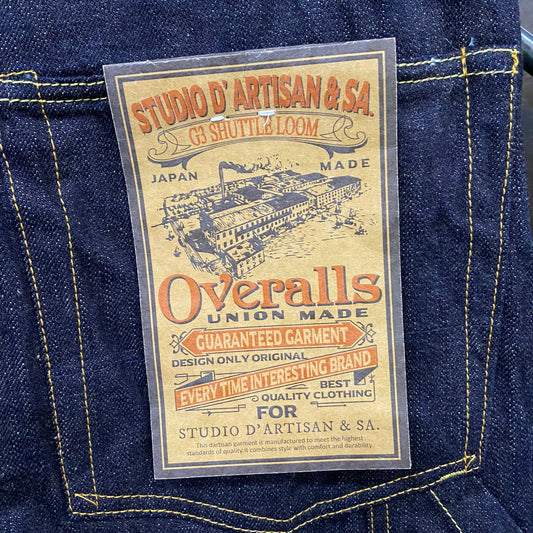 STUDIO D' ARTISAN & SA.
G3 SHUTTLE LOOM
JAPAN MADE
Overalls
UNION MADE
GUARANTEED GARMENT
DESIGN ONLY ORIGINAL
EVERY TIME INTERESTING BRAND
BEST
QUALITY CLOTHING
FOR
STUDIO D'ARTISAN & SA.
This dartisan garment is manufactured to meet the highest
standards of quality.it combines style with comfort and durability.